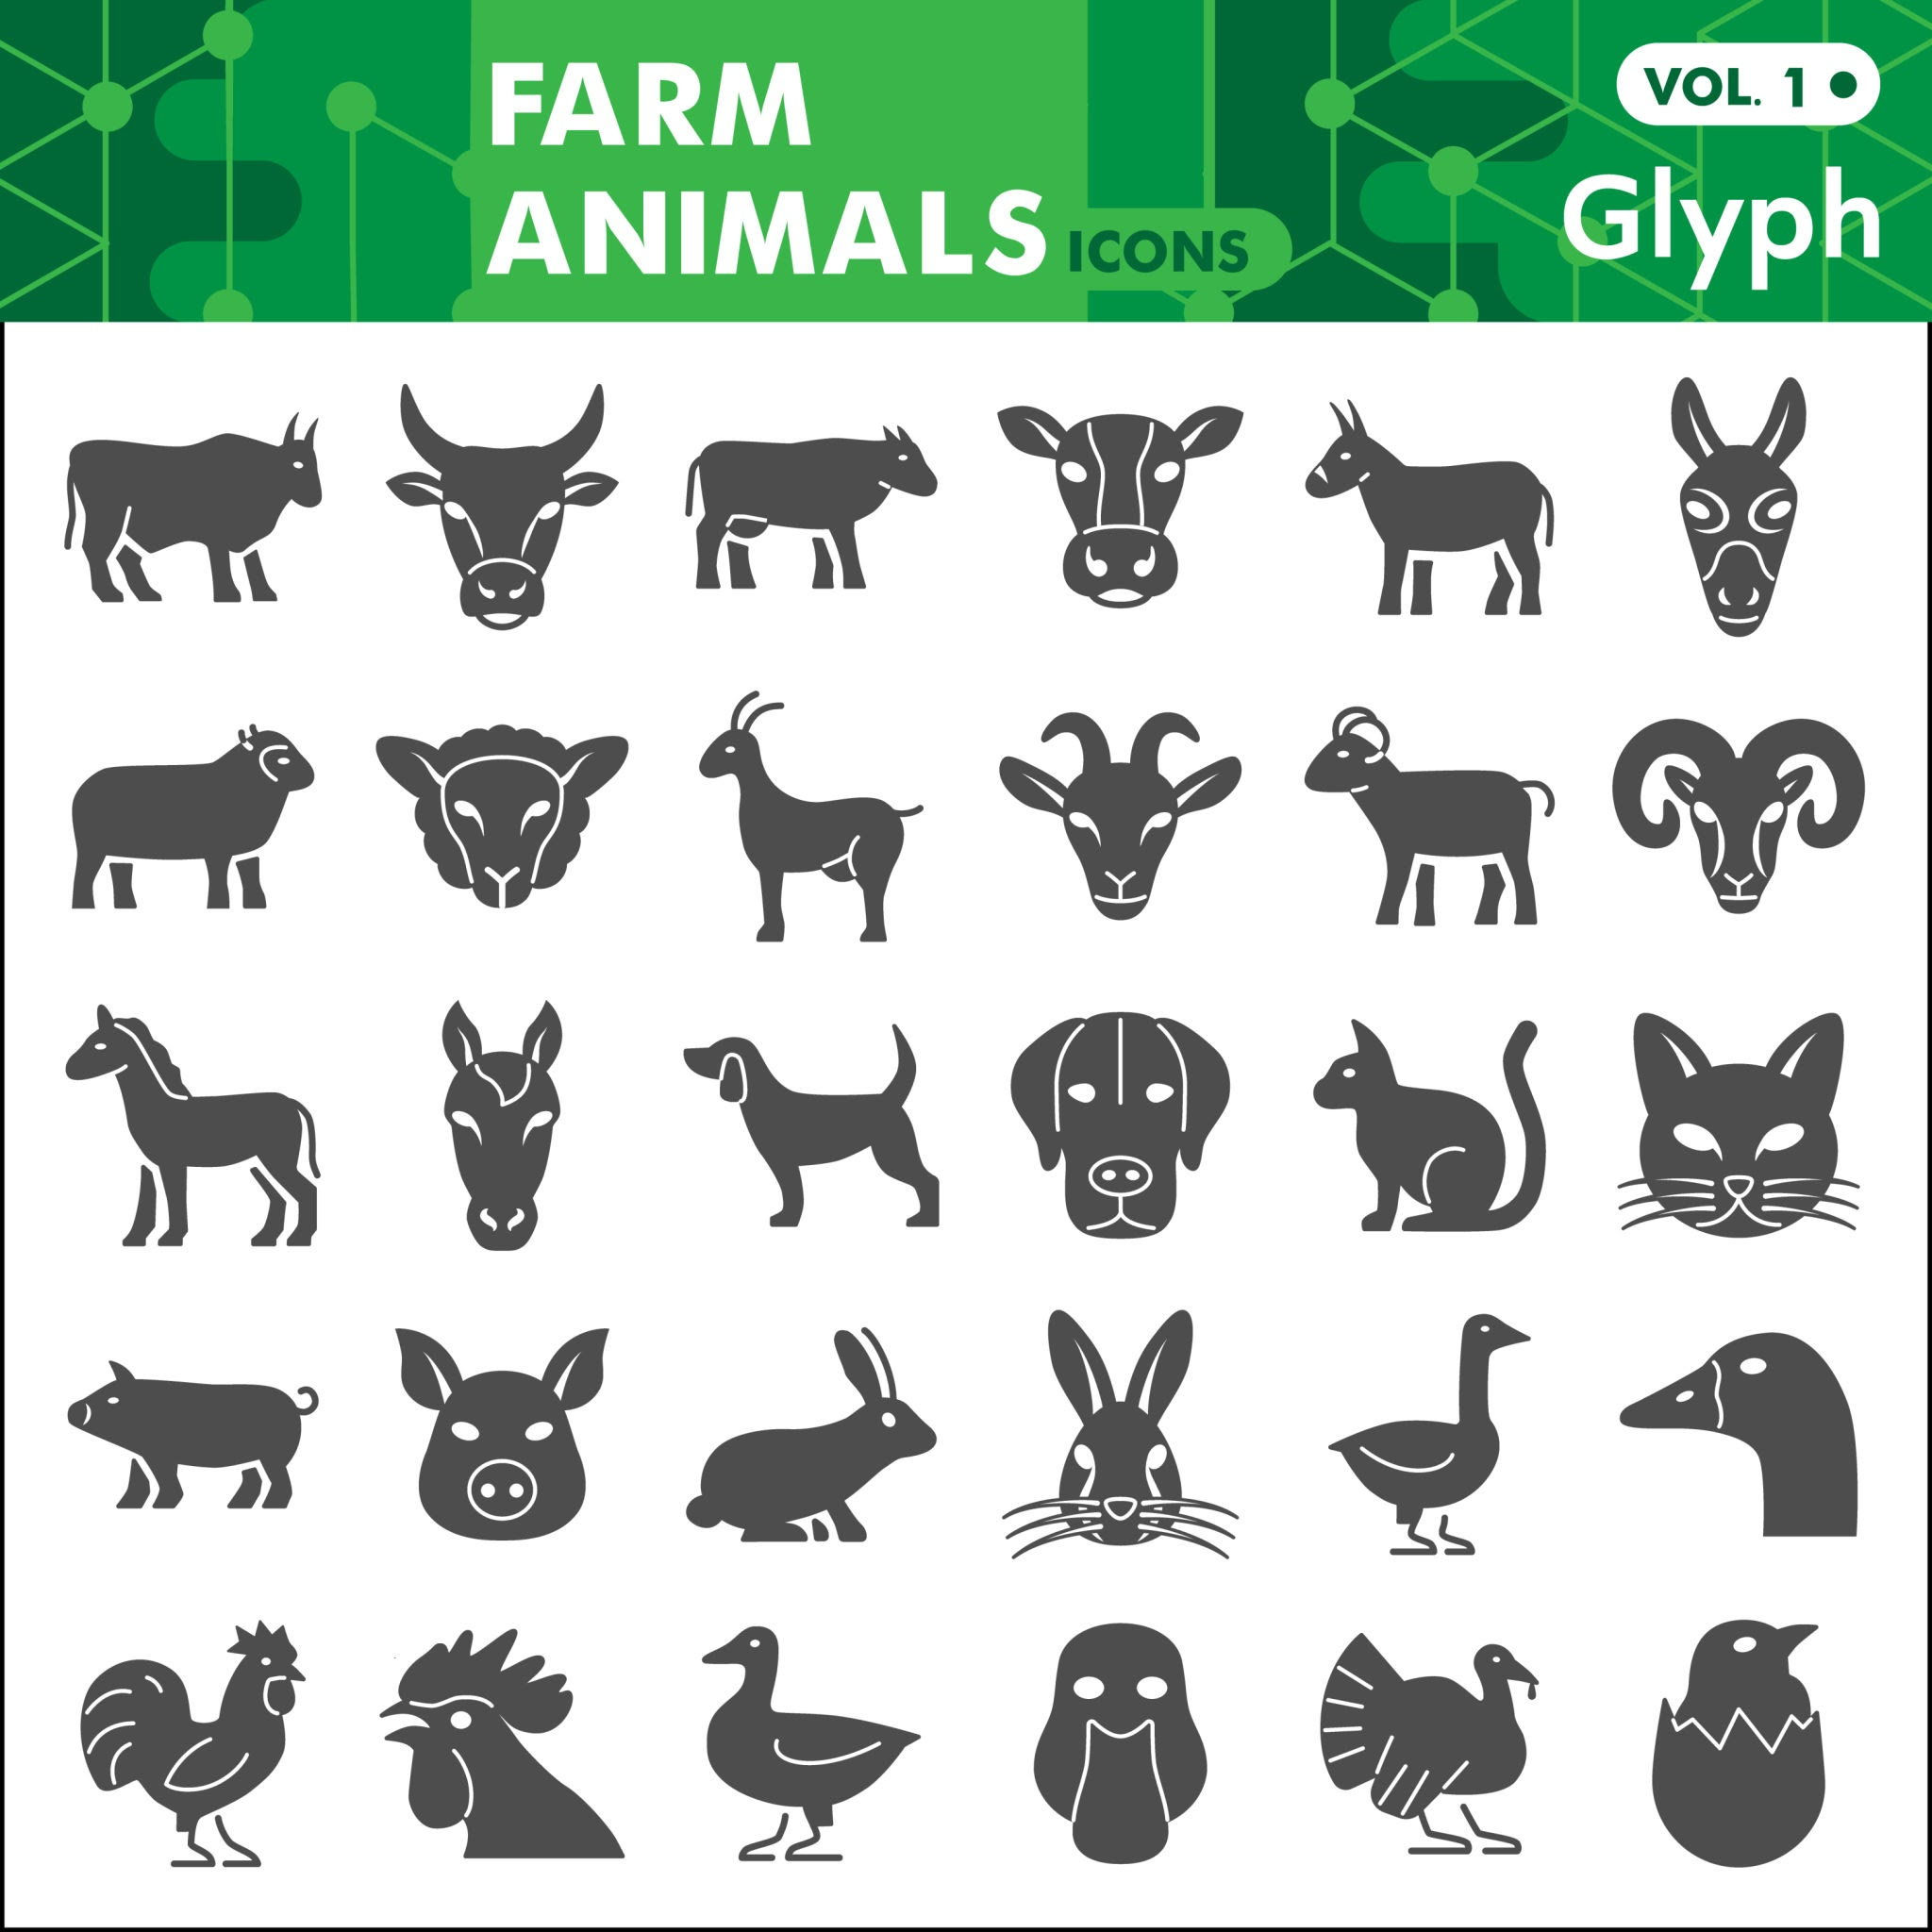 FARM
ANIMALS ICONS
VOL. 1
Glyph